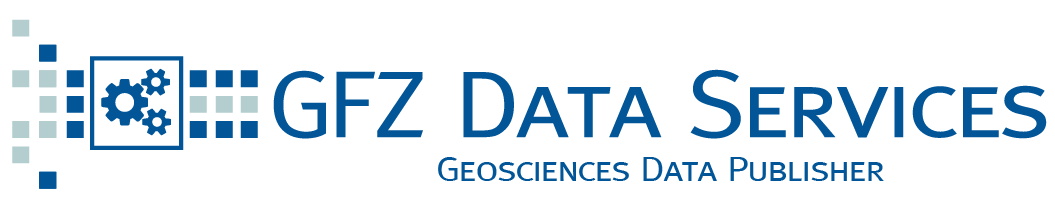 GFZ Data Services
Geosciences Data Publisher